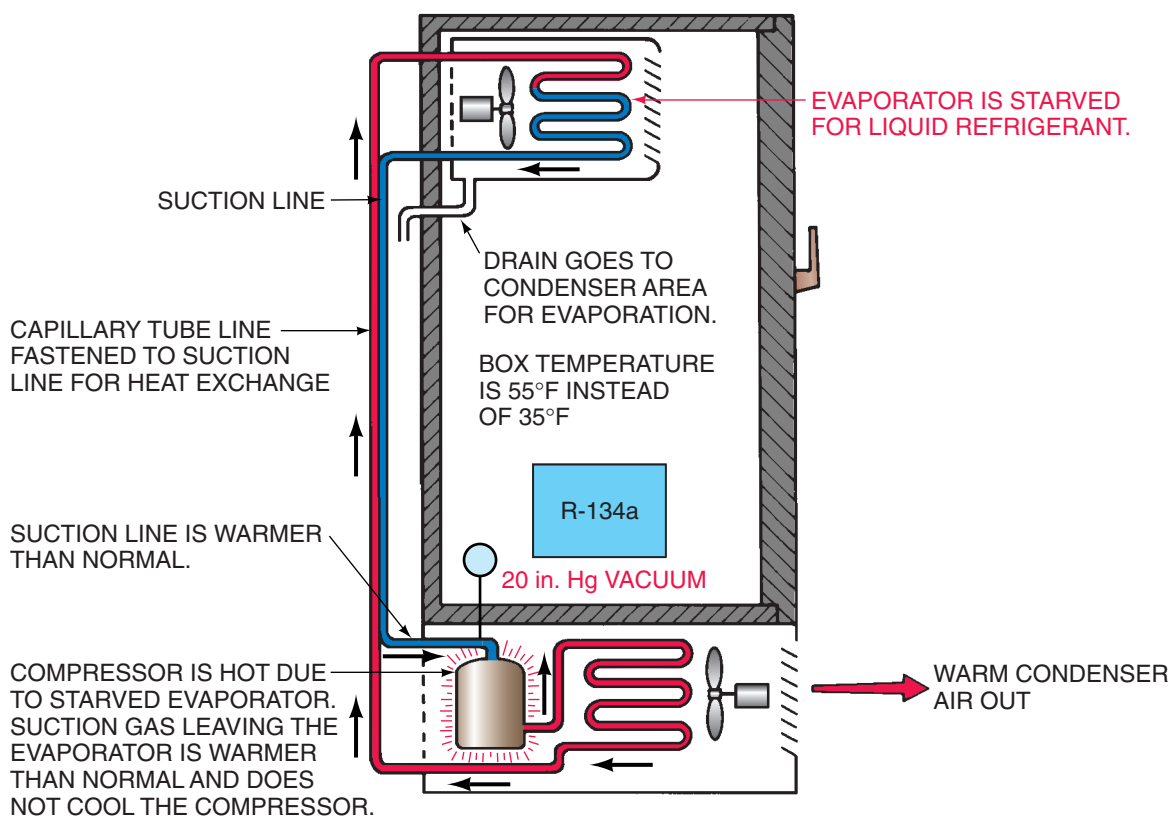 EVAPORATOR IS STARVED
FOR LIQUID REFRIGERANT.
SUCTION LINE
DRAIN GOES TO
CONDENSER AREA
FOR EVAPORATION.
CAPILLARY TUBE LINE
FASTENED TO SUCTION
LINE FOR HEAT EXCHANGE
BOX TEMPERATURE
IS 55°F INSTEAD
OF 35°F
R-134a
SUCTION LINE IS WARMER
THAN NORMAL.
20 in. Hg VACUUM
COMPRESSOR IS HOT DUE
TO STARVED EVAPORATOR.
SUCTION GAS LEAVING THE
EVAPORATOR IS WARMER
THAN NORMAL AND DOES
NOT COOL THE COMPRESSOR.
WARM CONDENSER
AIR OUT